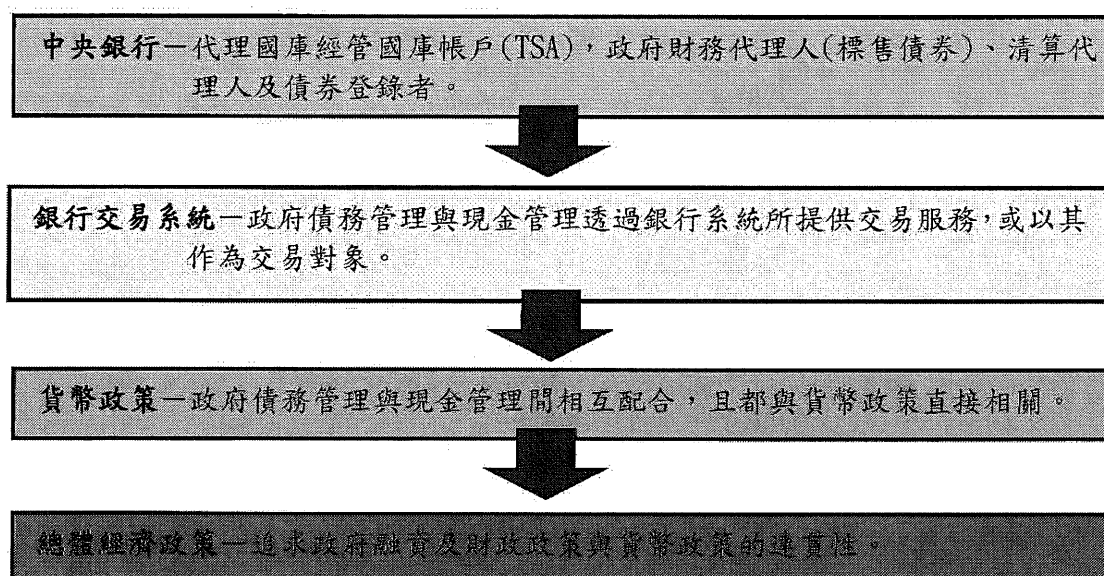 中央銀行－代理國庫經管國庫帳戶(TSA)，政府財務代理人(標售債券)、清算代
理人及債券登錄者。
銀行交易系統－政府債務管理與現金管理透過銀行系統所提供交易服務，或以其
作為交易對象。
貨幣政策－政府債務管理與現金管理間相互配合，且都與貨幣政策直接相關。
總體經濟政策－追求政府融資及財政政策與貨幣政策的連貫性。